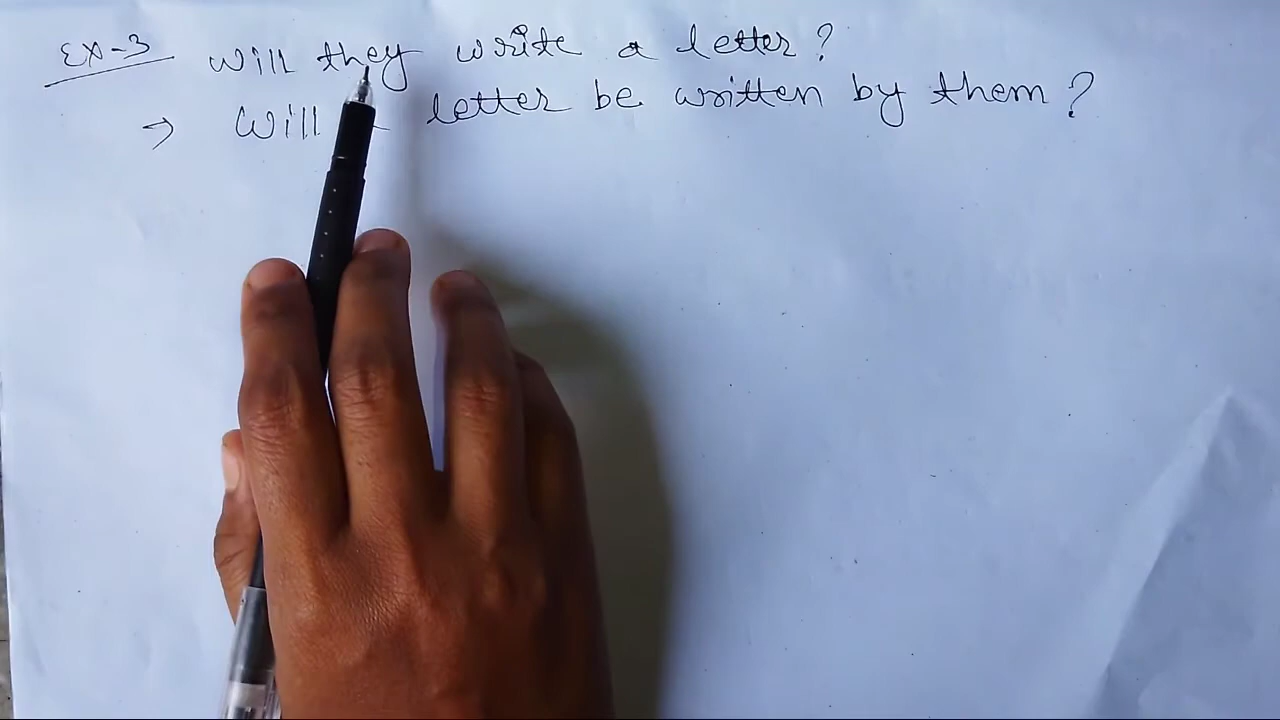 Ex-3 Will they write a letter?
→ Will letter be written by them?